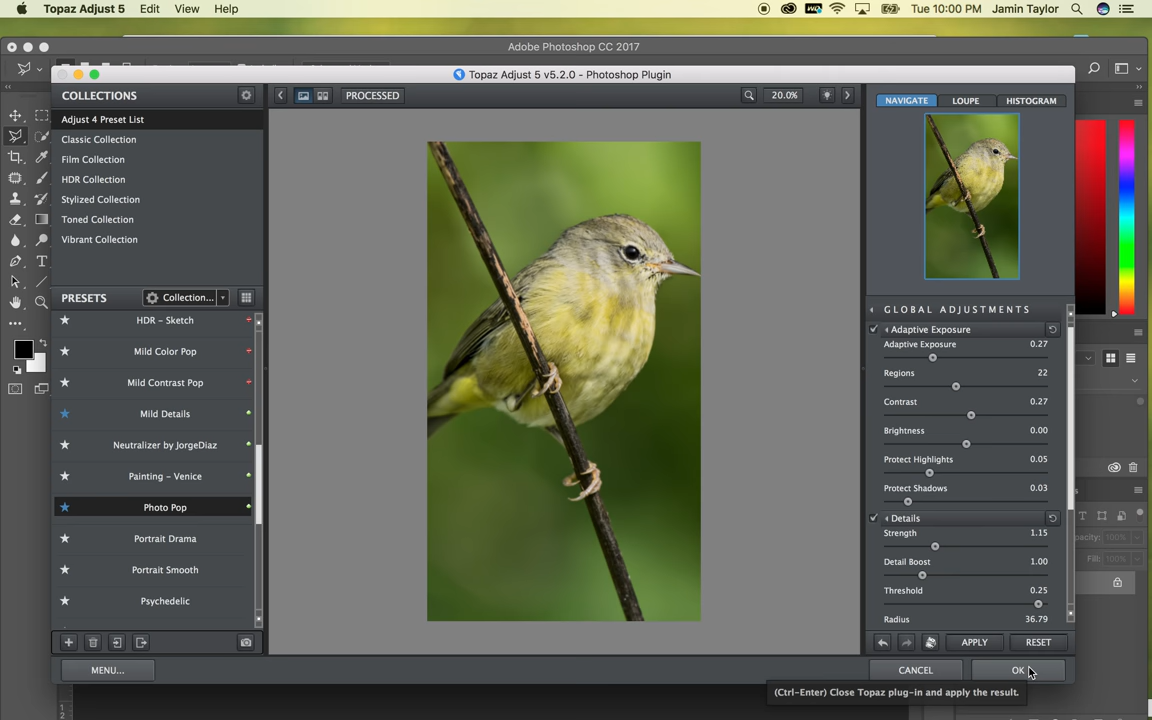 Topaz Adjust 5 Edit View Help
Tue 10:00 PM Jamin Taylor
Adobe Photoshop CC 2017
Topaz Adjust 5 v5.2.0 - Photoshop Plugin
COLLECTIONS
Adjust 4 Preset List
Classic Collection
Film Collection
HDR Collection
Stylized Collection
Toned Collection
Vibrant Collection
PRESETS
Collection...
HDR – Sketch
Mild Color Pop
Mild Contrast Pop
Mild Details
Neutralizer by JorgeDiaz
Painting – Venice
Photo Pop
Portrait Drama
Portrait Smooth
Psychedelic
MENU...
PROCESSED
20.0%
NAVIGATE LOUPE HISTOGRAM
GLOBAL ADJUSTMENTS
Adaptive Exposure
Adaptive Exposure 0.27
Regions 22
Contrast 0.27
Brightness 0.00
Protect Highlights 0.05
Protect Shadows 0.03
Details
Strength 1.15
Detail Boost 1.00
Threshold 0.25
Radius 36.79
APPLY RESET
CANCEL OK
(Ctrl-Enter) Close Topaz plug-in and apply the result.
Fill: 100%
1
2